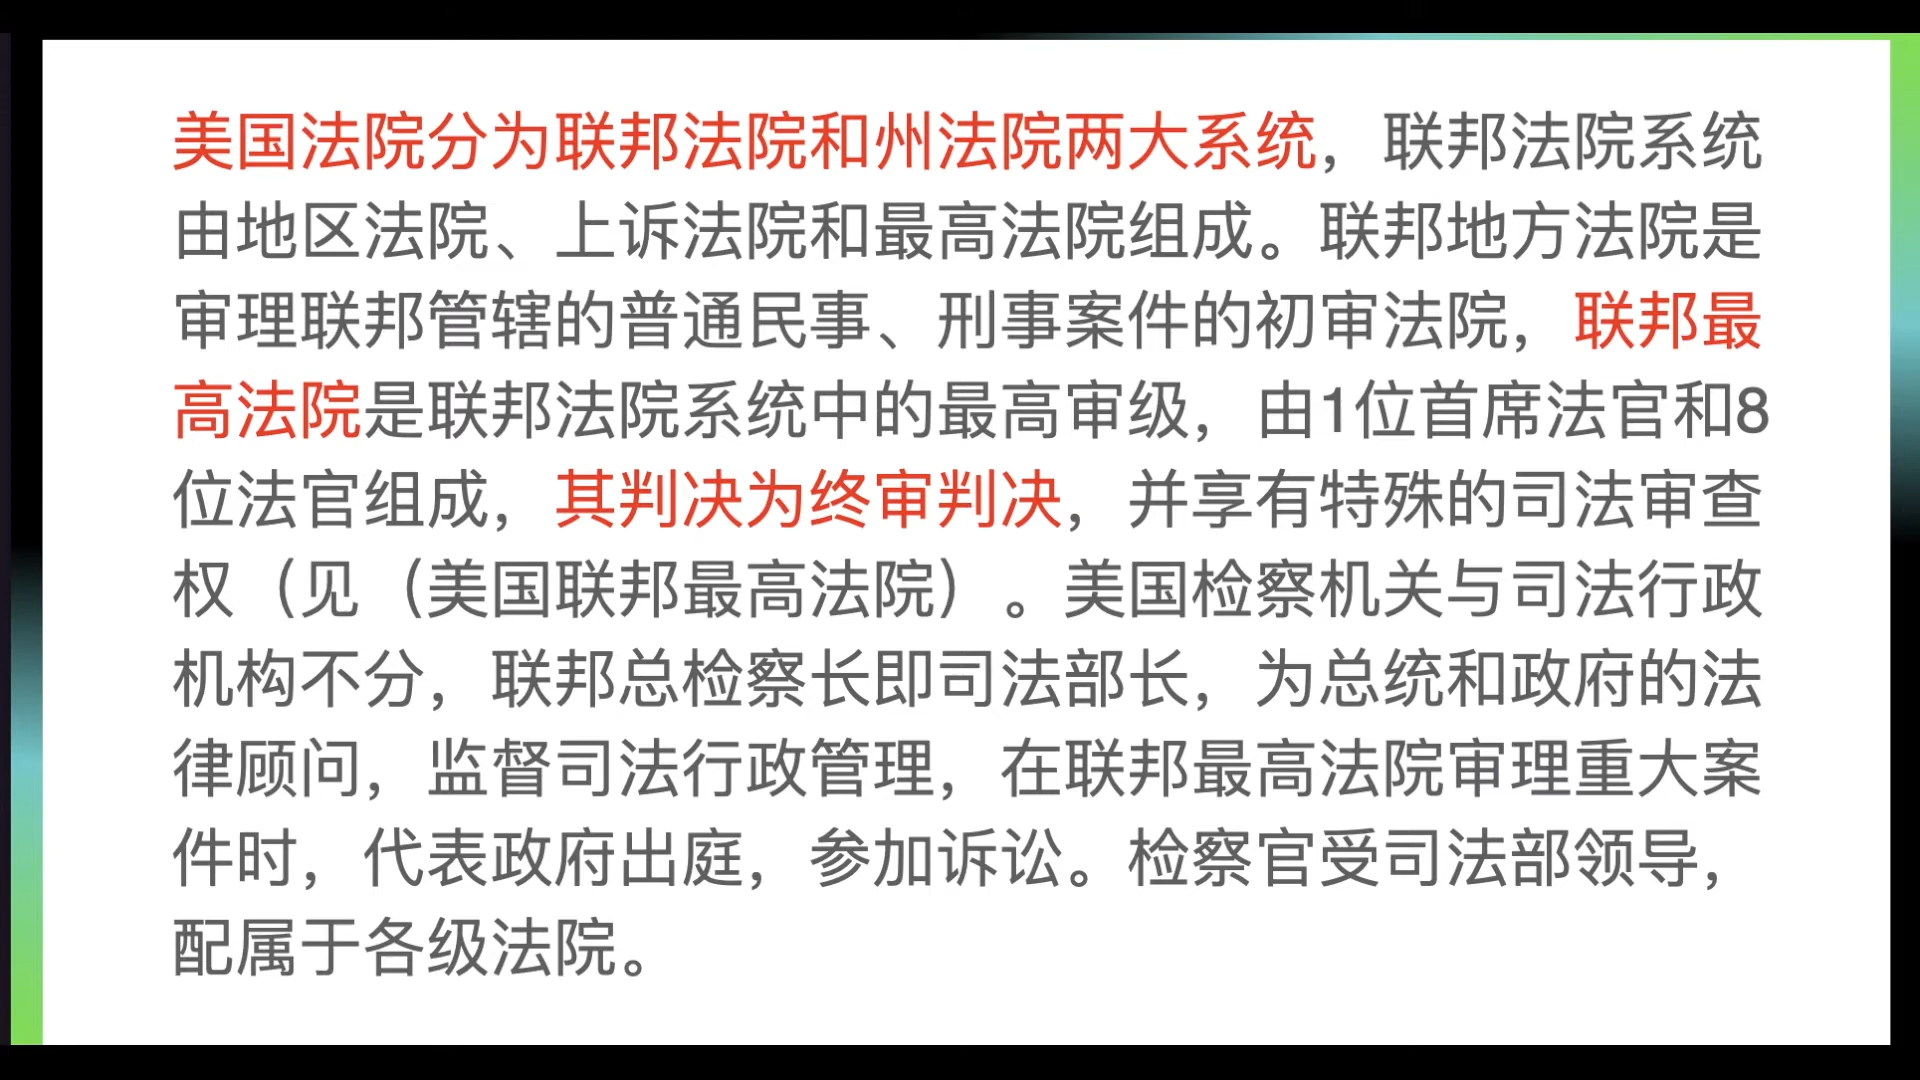 美国法院分为联邦法院和州法院两大系统，联邦法院系统
由地区法院、上诉法院和最高法院组成。联邦地方法院是
审理联邦管辖的普通民事、刑事案件的初审法院，联邦最
高法院是联邦法院系统中的最高审级，由1位首席法官和8
位法官组成，其判决为终审判决，并享有特殊的司法审查
权（见（美国联邦最高法院）。美国检察机关与司法行政
机构不分，联邦总检察长即司法部长，为总统和政府的法
律顾问，监督司法行政管理，在联邦最高法院审理重大案
件时，代表政府出庭，参加诉讼。检察官受司法部领导，
配属于各级法院。